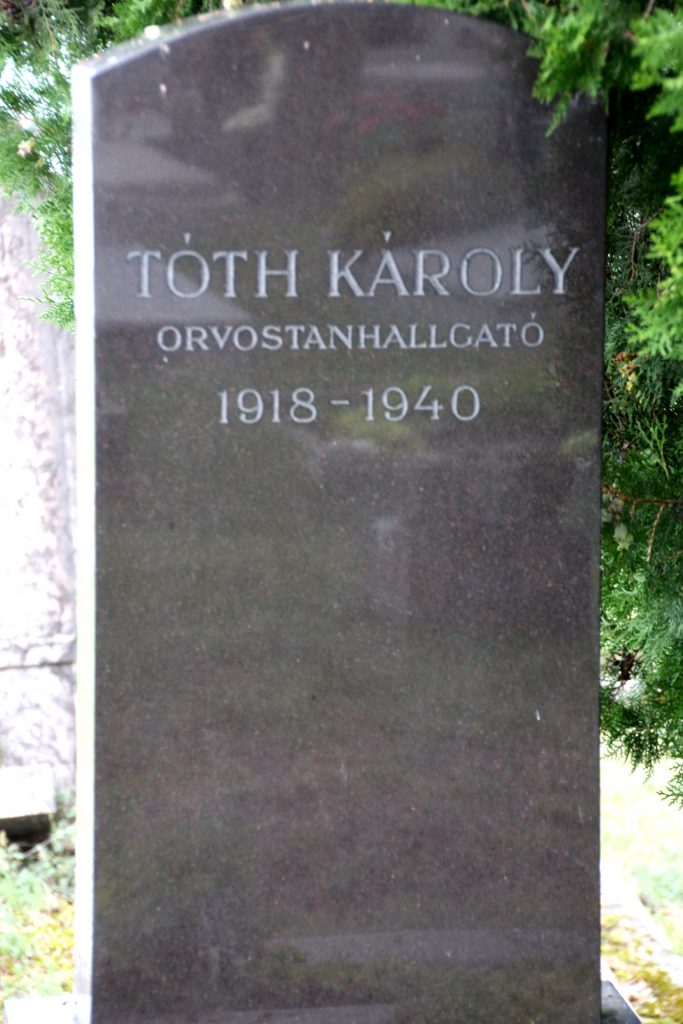 TÓTH KÁROLY
ORVOSTANHALLGATÓ
1918 - 1940